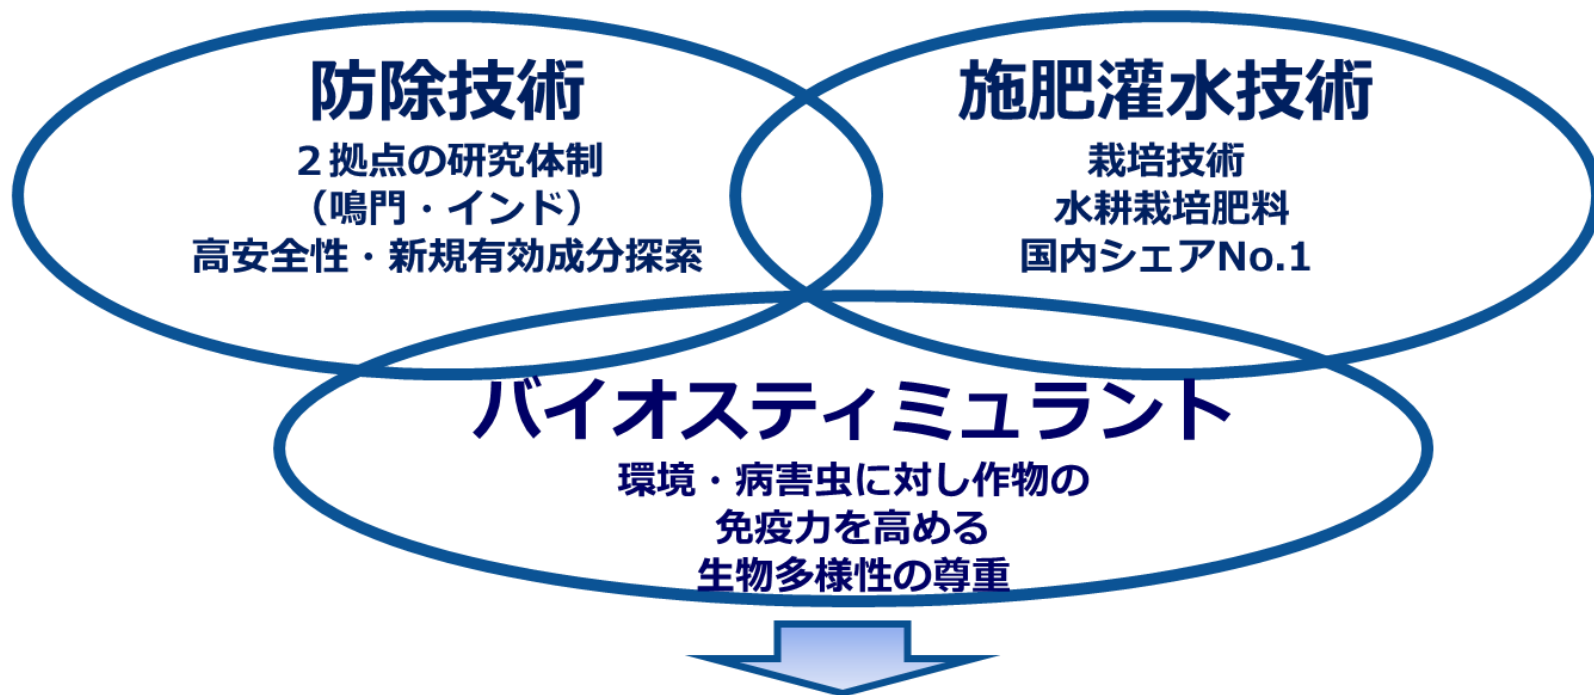 防除技術
２拠点の研究体制
（鳴門・インド）
高安全性・新規有効成分探索
施肥灌水技術
栽培技術
水耕栽培肥料
国内シェアNo.1
バイオスティミュラント
環境・病害虫に対し作物の
免疫力を高める
生物多様性の尊重